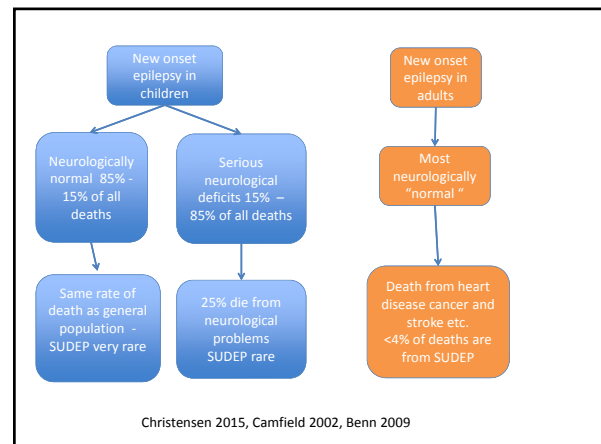 New onset
epilepsy in
children
Neurologically
normal 85% -
15% of all
deaths
Serious
neurological
deficits 15% –
85% of all deaths
Same rate of
death as general
population -
SUDEP very rare
25% die from
neurological
problems
SUDEP rare
New onset
epilepsy in
adults
Most
neurologically
"normal "
Death from heart
disease cancer and
stroke etc.
<4% of deaths are
from SUDEP
Christensen 2015, Camfield 2002, Benn 2009